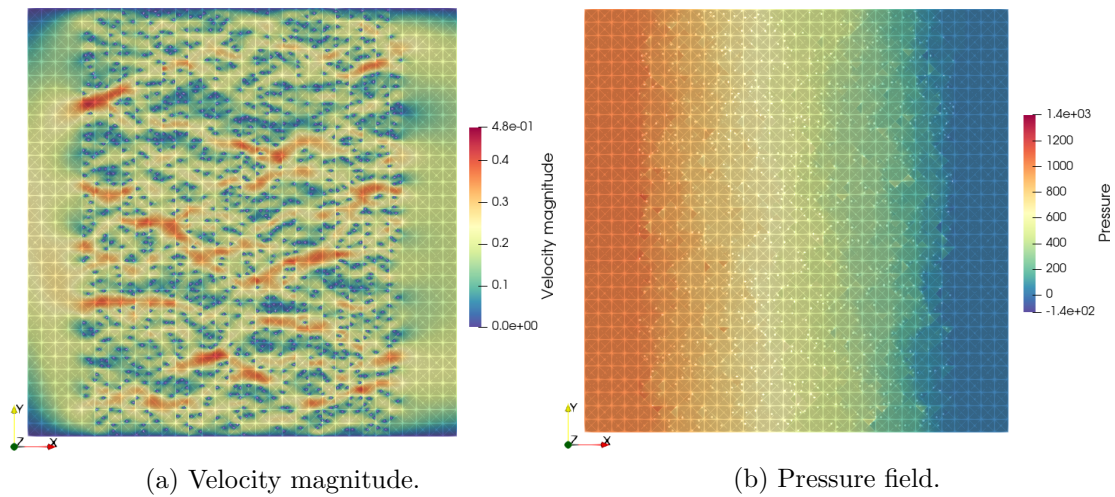 4.8e-01
0.4
0.3
0.2
0.1
0.0e+00
Velocity magnitude
Y
Z
X
(a) Velocity magnitude.
1.4e+03
1200
1000
800
600
400
200
0
-1.4e+02
Pressure
Y
Z
X
(b) Pressure field.